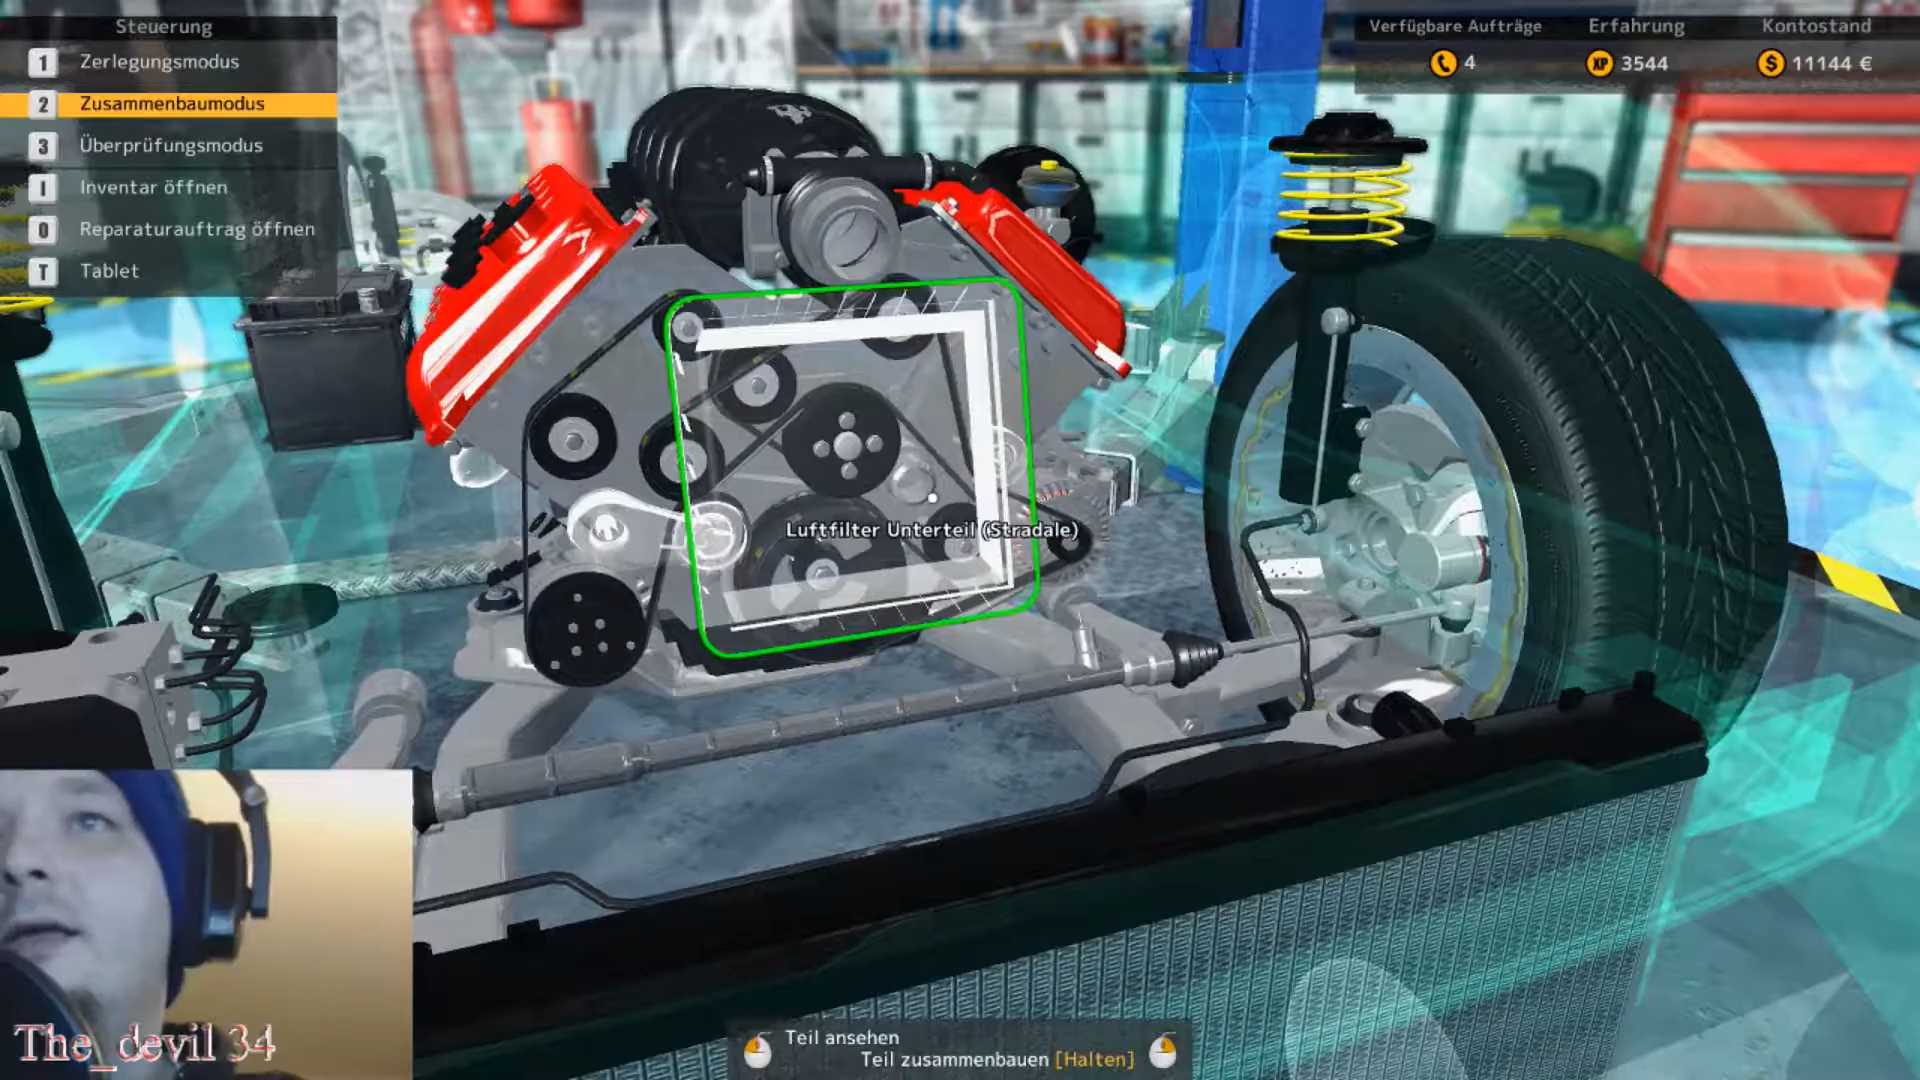 Steuerung
1 Zerlegungsmodus
2 Zusammenbaumodus
3 Überprüfungsmodus
I Inventar öffnen
O Reparaturauftrag öffnen
T Tablet
Verfügbare Aufträge Erfahrung Kontostand
4 XP 3544 $ 11144 €
Luftfilter Unterteil (Stradale)
The_devil 34
Teil ansehen
Teil zusammenbauen [Halten]